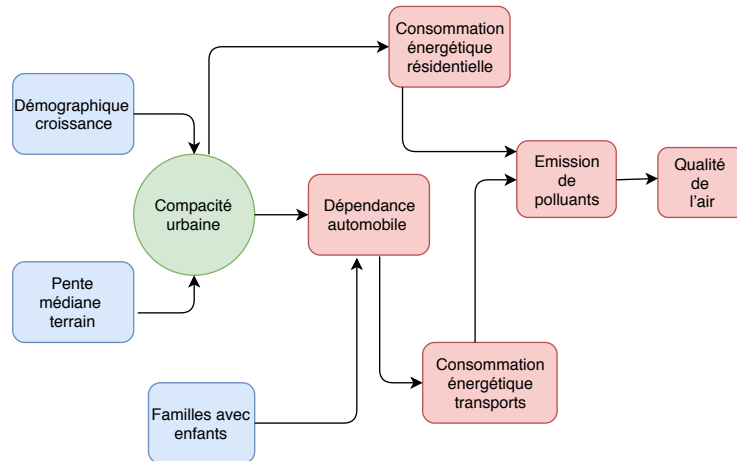 Consommation
énergétique
résidentielle
Démographique
croissance
Emission
de
polluants
Qualité
de
l'air
Compacité
urbaine
Dépendance
automobile
Pente
médiane
terrain
Consommation
énergétique
transports
Familles avec
enfants